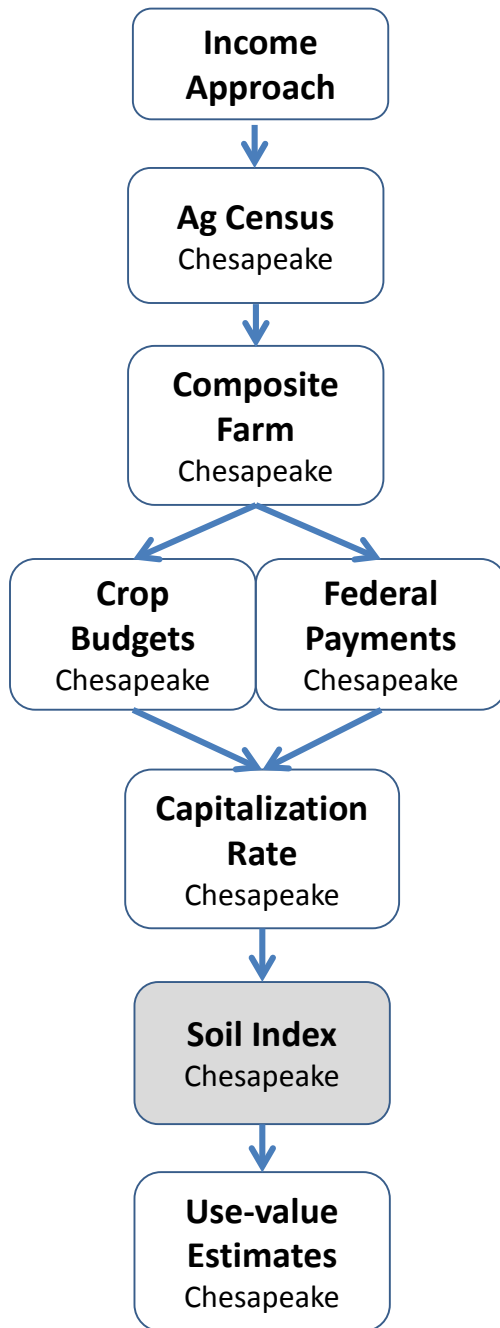 Income
Approach
Ag Census
Chesapeake
Composite
Farm
Chesapeake
Crop
Budgets
Chesapeake
Federal
Payments
Chesapeake
Capitalization
Rate
Chesapeake
Soil Index
Chesapeake
Use-value
Estimates
Chesapeake